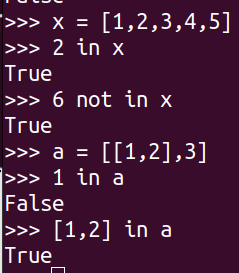 False
>>> x = [1,2,3,4,5]
>>> 2 in x
True
>>> 6 not in x
True
>>> a = [[1,2],3]
>>> 1 in a
False
>>> [1,2] in a
True